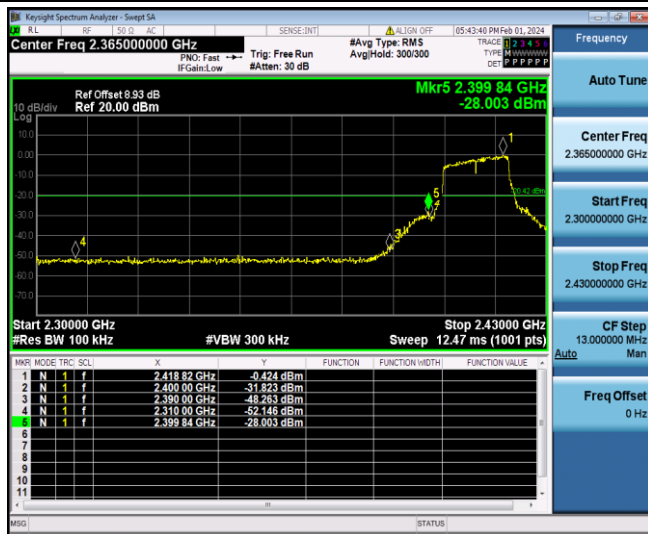 Keysight Spectrum Analyzer - Swept SA
RL RF 50 Ω AC SENSE:INT ALIGN OFF 05:43:40 PM Feb 01, 2024
Center Freq 2.365000000 GHz #Avg Type: RMS TRACE 1 2 3 4 5 6
PNO: Fast Trig: Free Run Avg|Hold: 300/300 TYPE M WWWWW
IFGain:Low #Atten: 30 dB DET P P P P P P
Ref Offset 8.93 dB Mkr5 2.399 84 GHz
10 dB/div Ref 20.00 dBm -28.003 dBm
Log
10.0
0.00
-10.0
-20.0
-30.0
-40.0
-50.0
-60.0
-70.0
1
-20.42 dBm
5
3
4
Start 2.30000 GHz Stop 2.43000 GHz
#Res BW 100 kHz #VBW 300 kHz Sweep 12.47 ms (1001 pts)
MKR MODE TRC SCL X Y FUNCTION FUNCTION WIDTH FUNCTION VALUE
1 N 1 f 2.418 82 GHz -0.424 dBm
2 N 1 f 2.400 00 GHz -31.823 dBm
3 N 1 f 2.390 00 GHz -48.263 dBm
4 N 1 f 2.310 00 GHz -52.146 dBm
5 N 1 f 2.399 84 GHz -28.003 dBm
6
7
8
9
10
11
MSG STATUS
Frequency
Auto Tune
Center Freq
2.365000000 GHz
Start Freq
2.300000000 GHz
Stop Freq
2.430000000 GHz
CF Step
13.000000 MHz
Auto Man
Freq Offset
0 Hz